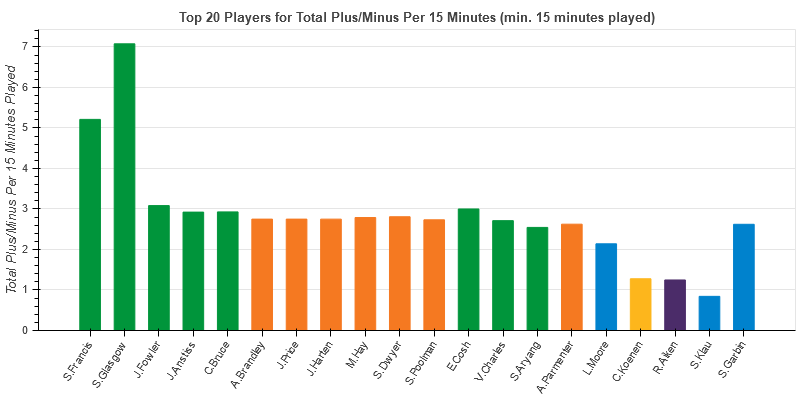 Top 20 Players for Total Plus/Minus Per 15 Minutes (min. 15 minutes played)
Total Plus/Minus Per 15 Minutes Played
7
6
5
4
3
2
1
0
S.Francis
S.Glasgow
J.Fowler
J.Anstiss
C.Bruce
A.Brandley
J.Price
J.Harten
M.Hay
S.Dwyer
S.Poolman
E.Cosh
V.Charles
S.Aryang
A.Parmenter
L.Moore
C.Koenen
R.Aiken
S.Klau
S.Garbin